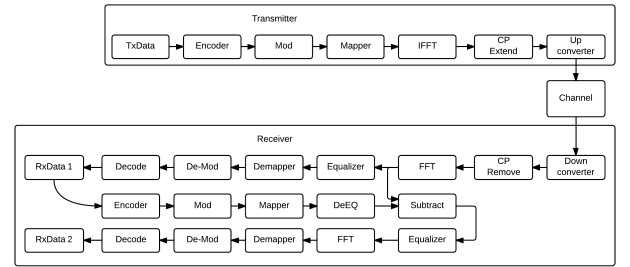 Transmitter
TxData
Encoder
Mod
Mapper
IFFT
CP
Extend
Up
converter
Channel
Receiver
RxData 1
Decode
De-Mod
Demapper
Equalizer
FFT
CP
Remove
Down
converter
Encoder
Mod
Mapper
DeEQ
Subtract
RxData 2
Decode
De-Mod
Demapper
FFT
Equalizer